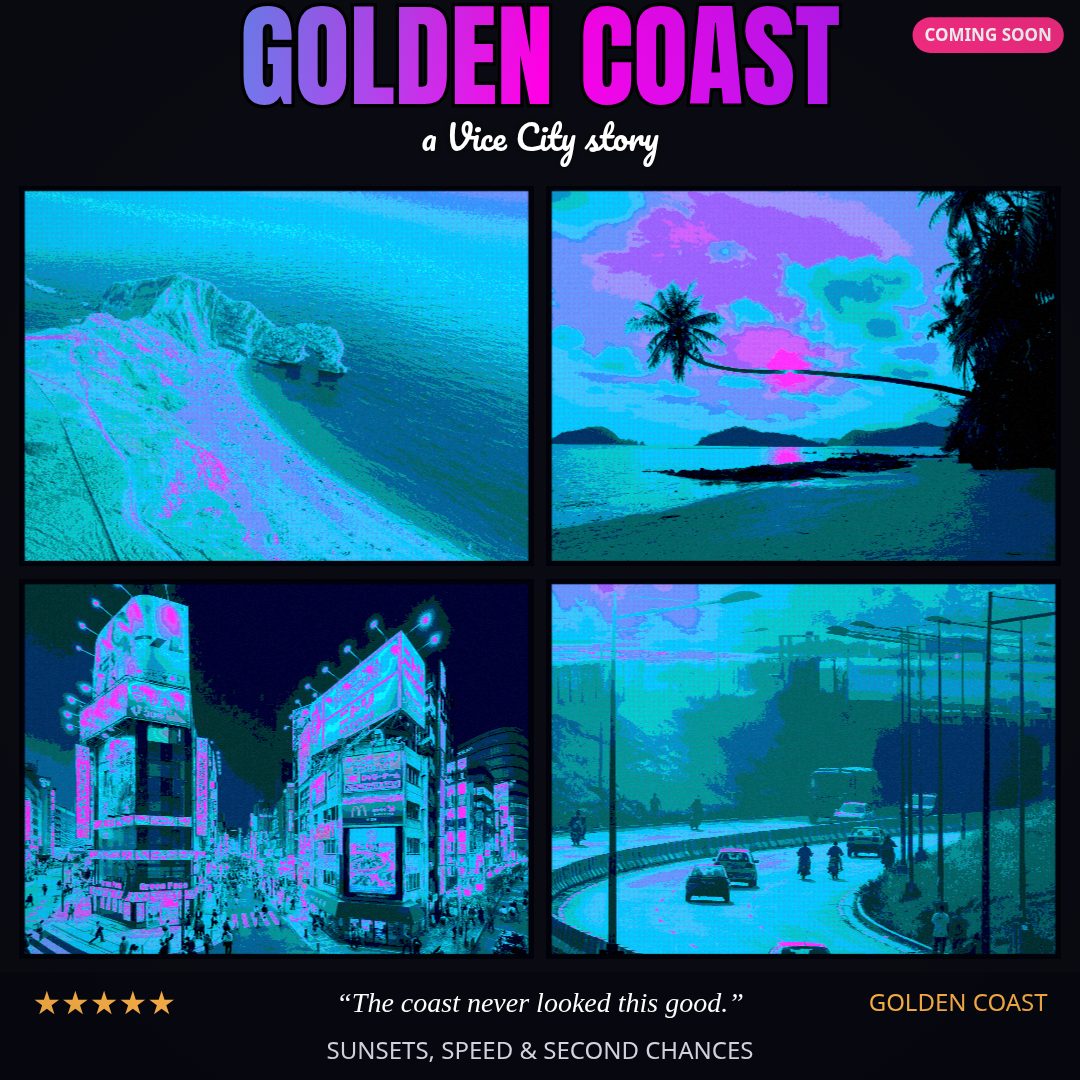 GOLDEN COAST
COMING SOON
a Vice City story
★★★★★
“The coast never looked this good.”
GOLDEN COAST
SUNSETS, SPEED & SECOND CHANCES